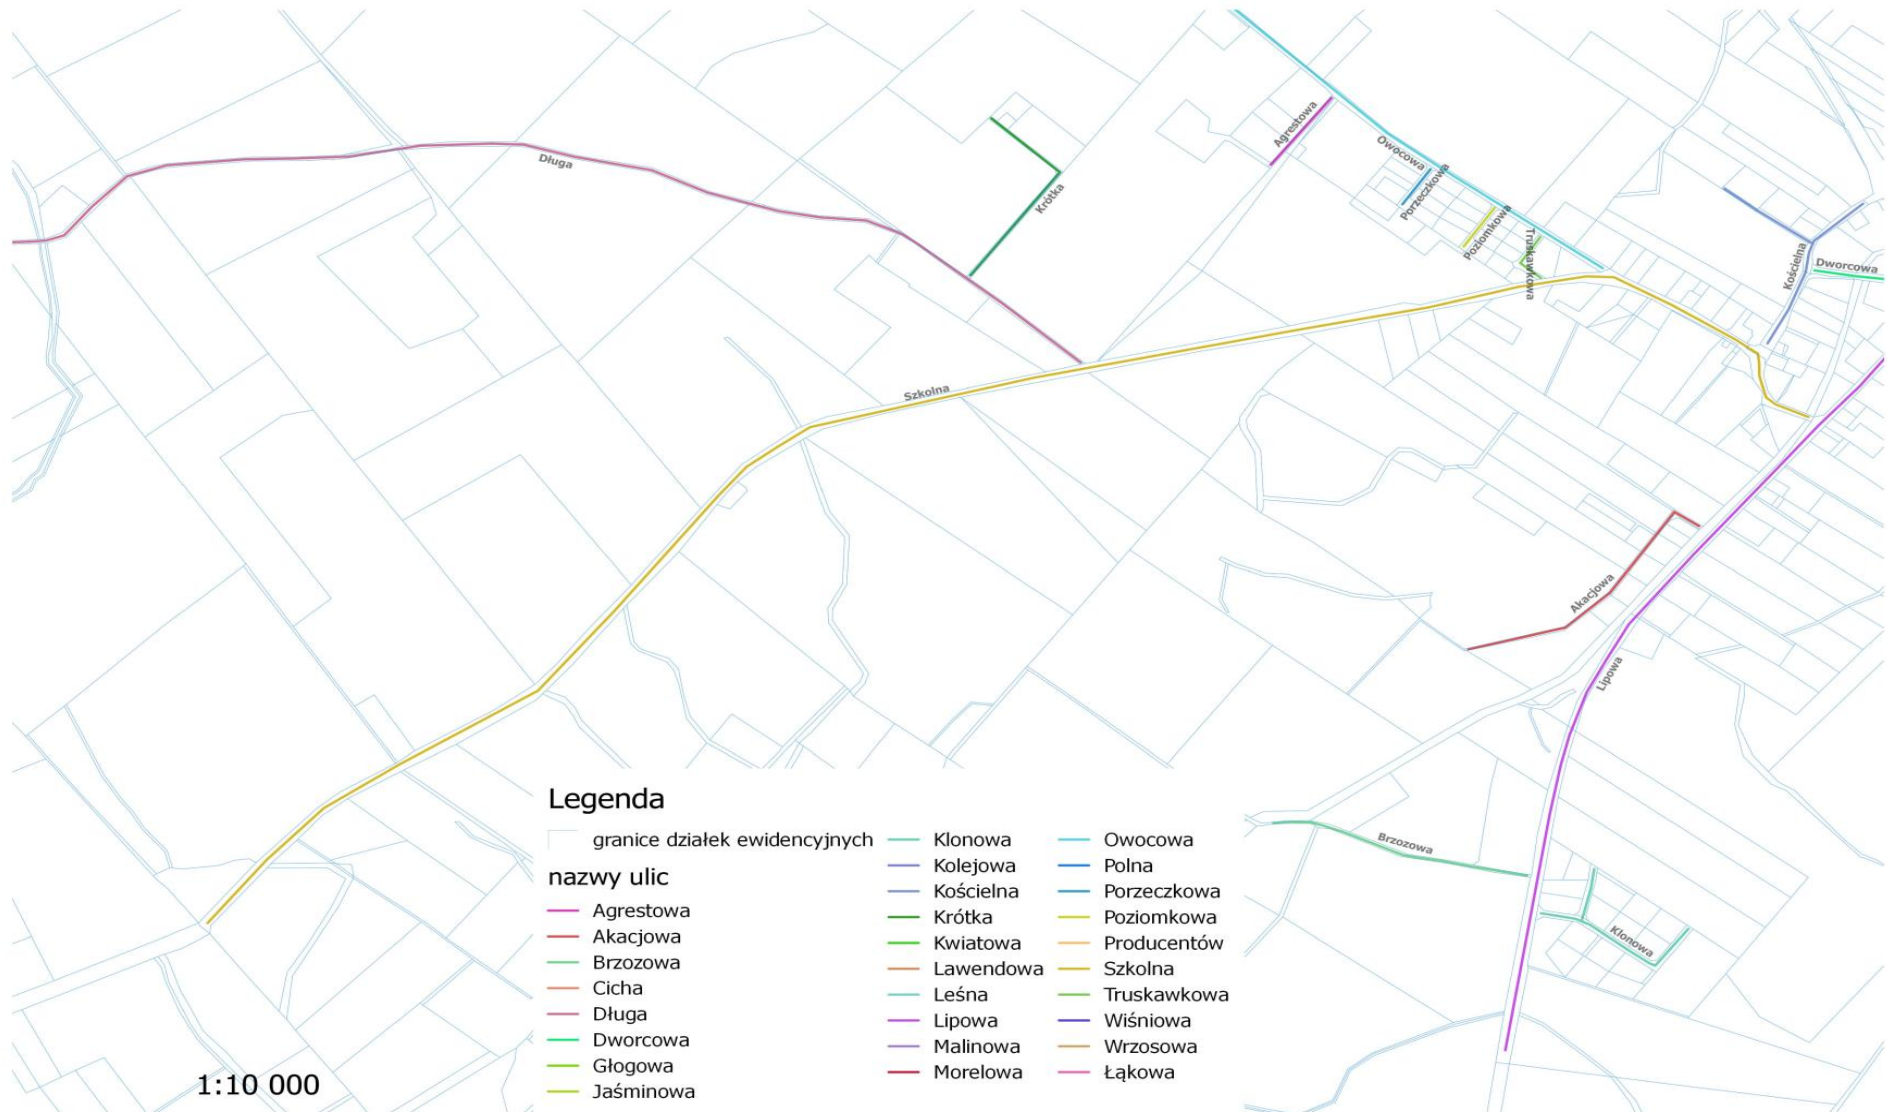 Długa
Krótka
Agrestowa
Owocowa
Porzeczkowa
Poziomkowa
Truskawkowa
Kościelna
Dworcowa
Szkolna
Akacjowa
Lipowa
Brzozowa
Klonowa
Legenda
granice działek ewidencyjnych
nazwy ulic
Agrestowa
Akacjowa
Brzozowa
Cicha
Długa
Dworcowa
Głogowa
Jaśminowa
Klonowa
Kolejowa
Kościelna
Krótka
Kwiatowa
Lawendowa
Leśna
Lipowa
Malinowa
Morelowa
Owocowa
Polna
Porzeczkowa
Poziomkowa
Producentów
Szkolna
Truskawkowa
Wiśniowa
Wrzosowa
Łąkowa
1:10 000